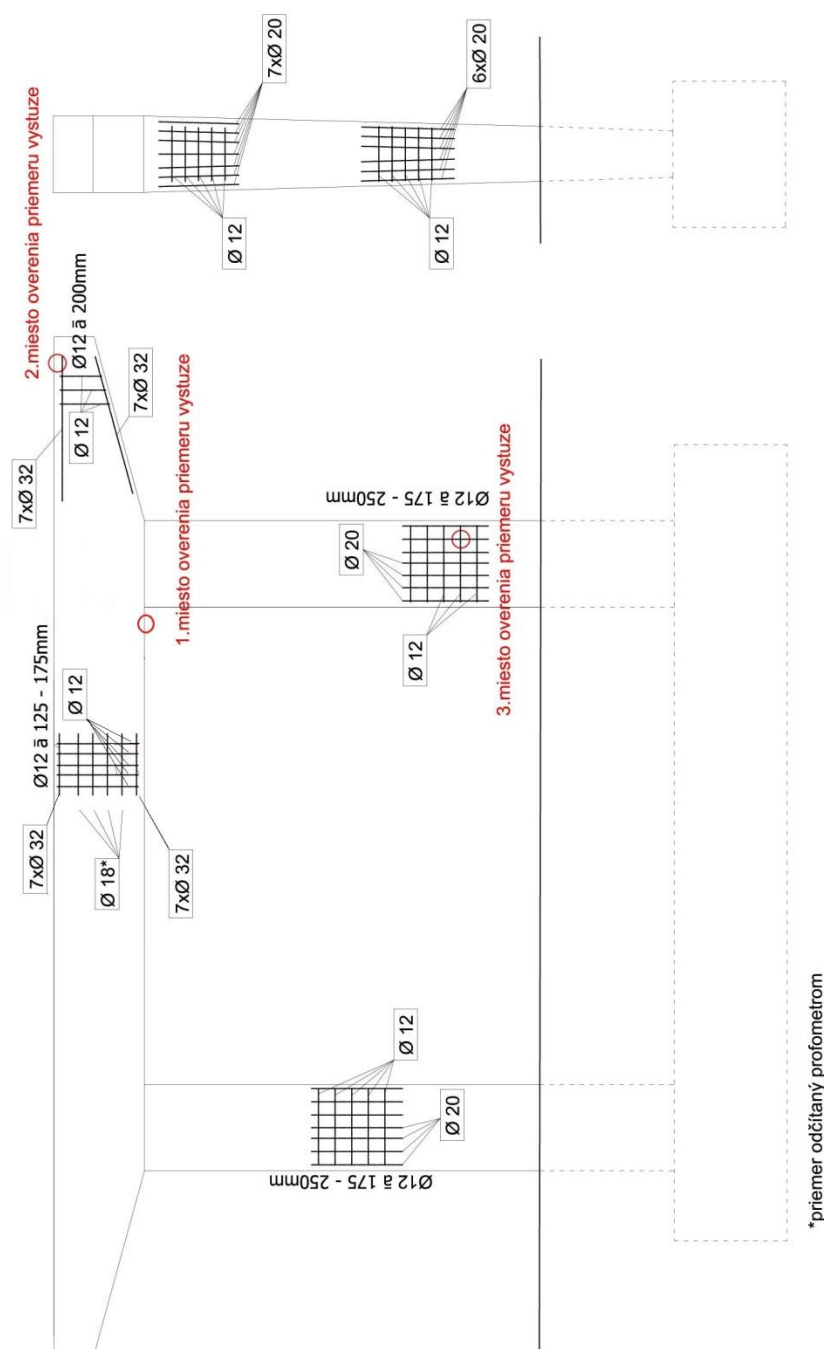 7xØ 20
6xØ 20
Ø 12
Ø 12
2.miesto overenia priemeru vystuze
Ø12 ā 200mm
7xØ 32
Ø 12
7xØ 32
1.miesto overenia priemeru vystuze
Ø12 ā 175 - 250mm
Ø 20
Ø 12
3.miesto overenia priemeru vystuze
Ø12 ā 125 - 175mm
Ø 12
7xØ 32
Ø 18*
7xØ 32
Ø 12
Ø 20
Ø12 ā 175 - 250mm
*priemer odčítaný profometrom